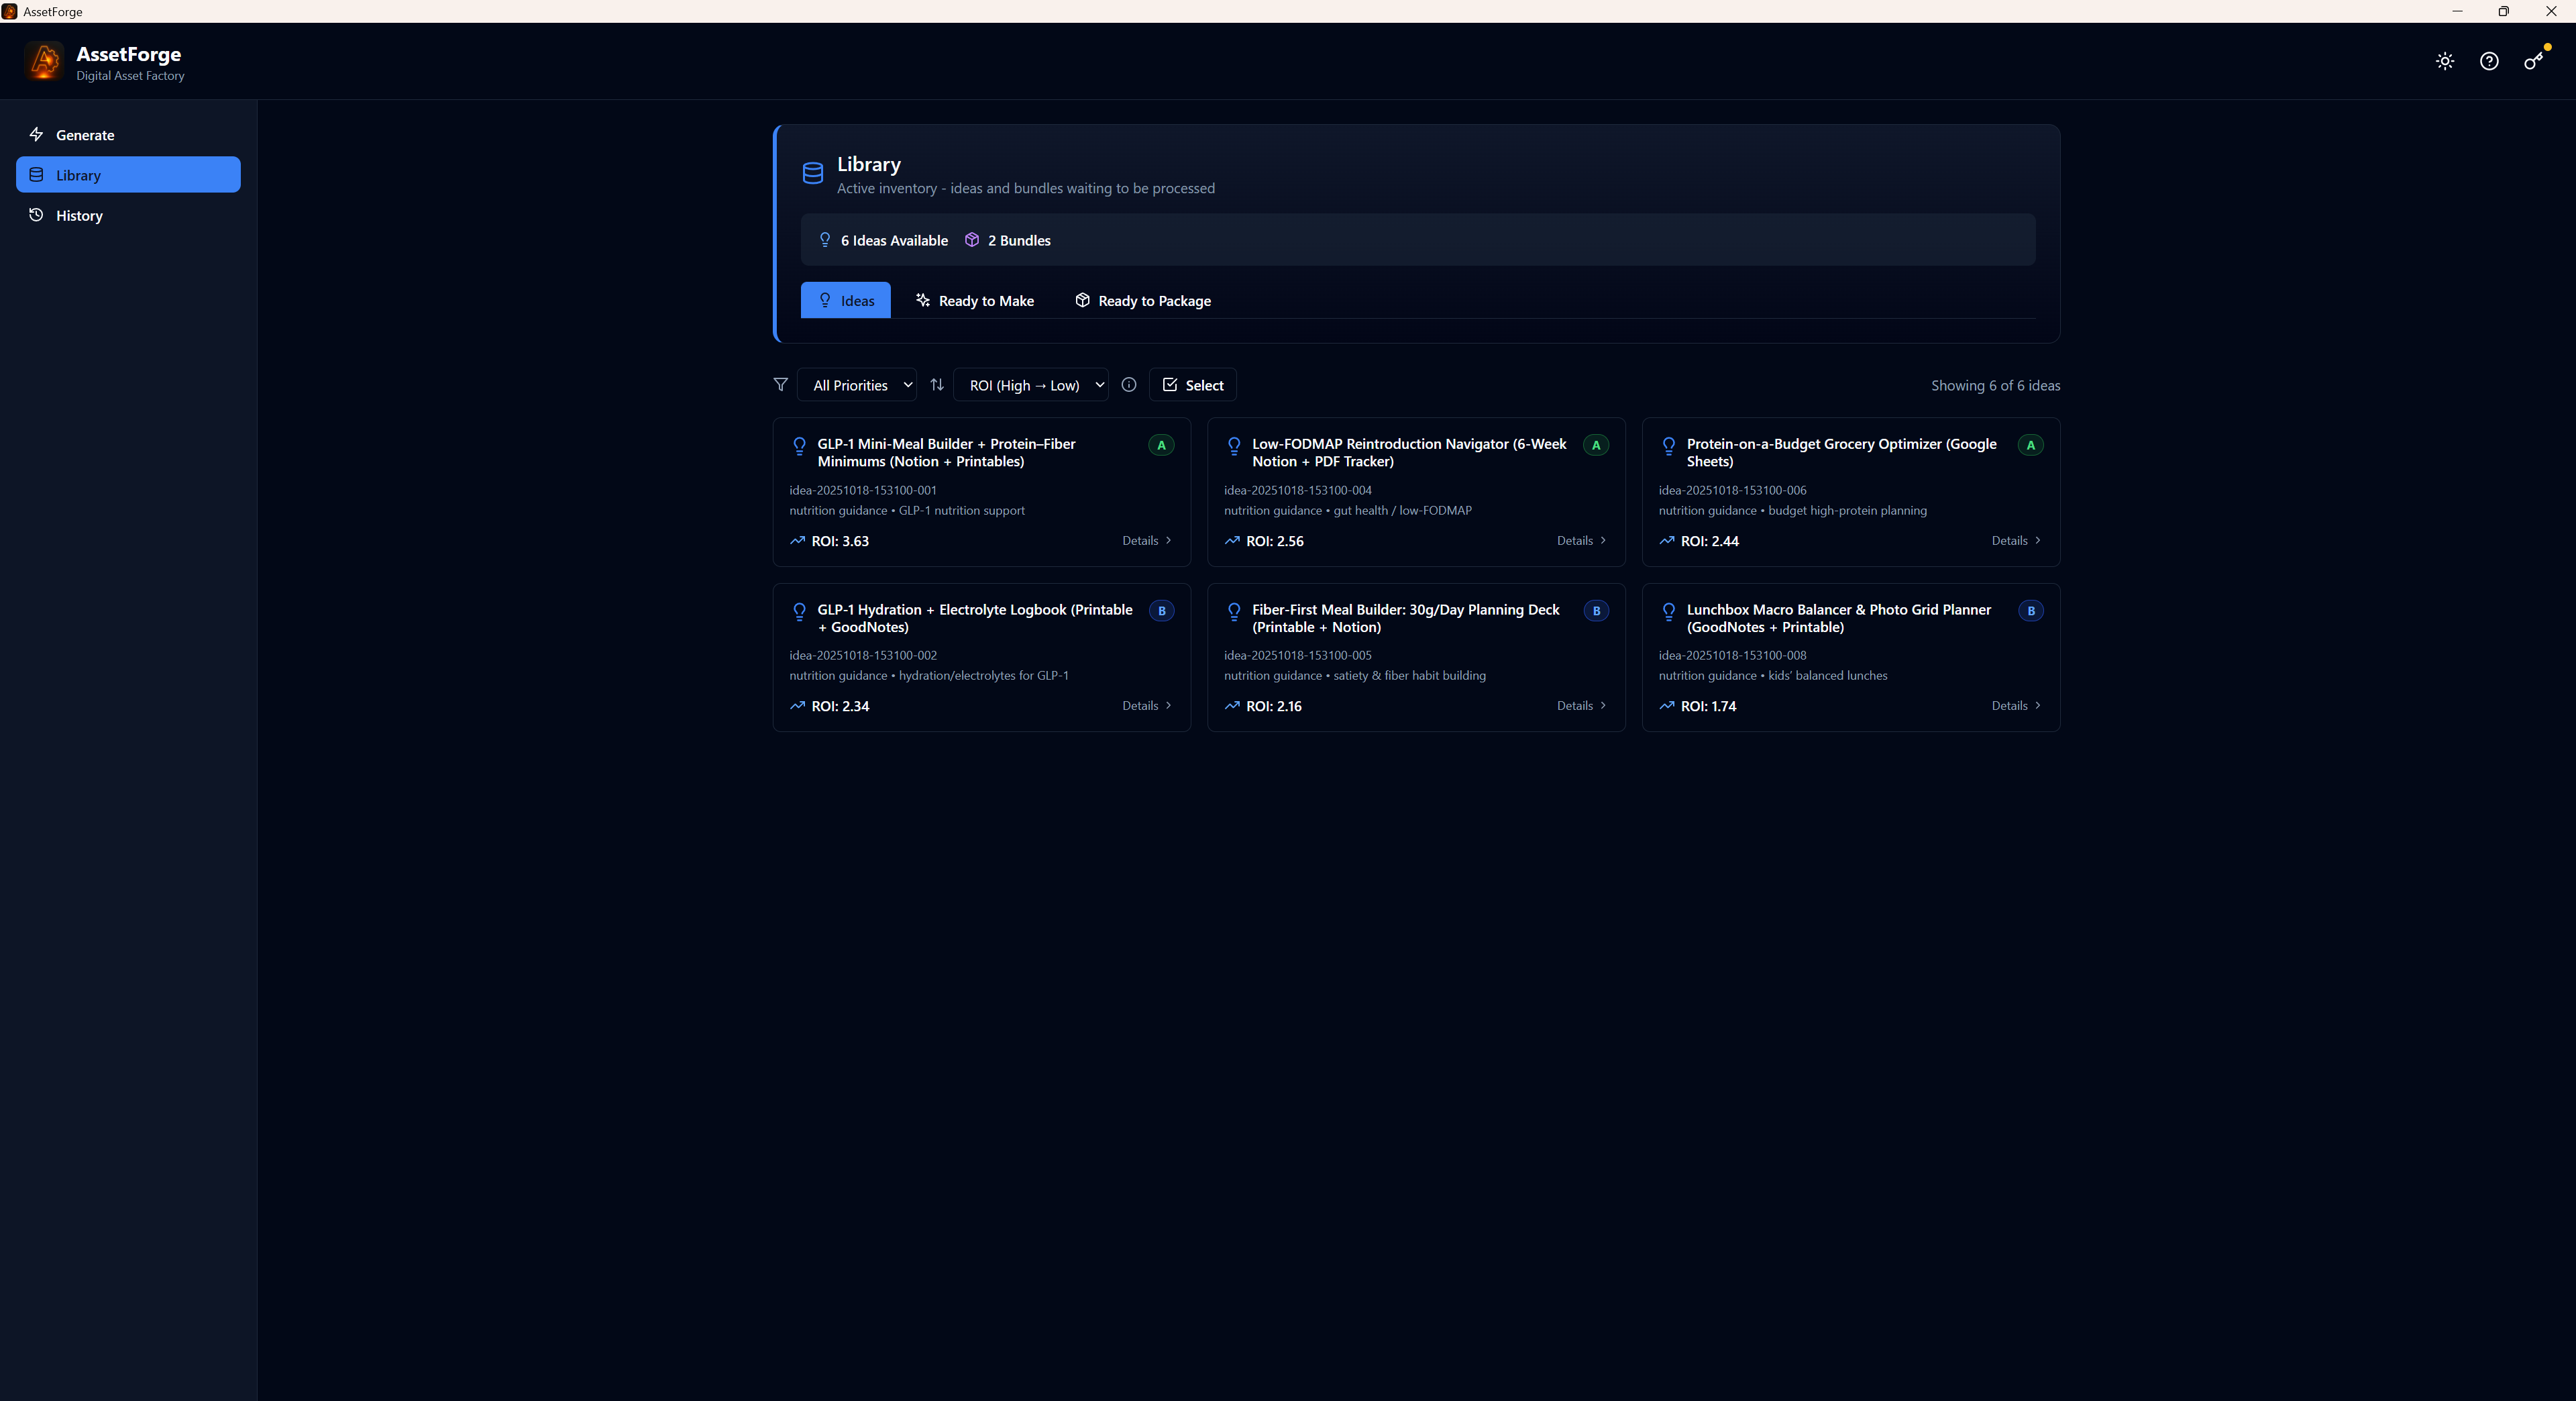 AssetForge
AssetForge
Digital Asset Factory
Generate
Library
History
Library
Active inventory - ideas and bundles waiting to be processed
6 Ideas Available
2 Bundles
Ideas
Ready to Make
Ready to Package
All Priorities
ROI (High → Low)
Select
Showing 6 of 6 ideas
GLP-1 Mini-Meal Builder + Protein–Fiber
Minimums (Notion + Printables)
A
idea-20251018-153100-001
nutrition guidance • GLP-1 nutrition support
ROI: 3.63
Details
Low-FODMAP Reintroduction Navigator (6-Week
Notion + PDF Tracker)
A
idea-20251018-153100-004
nutrition guidance • gut health / low-FODMAP
ROI: 2.56
Details
Protein-on-a-Budget Grocery Optimizer (Google
Sheets)
A
idea-20251018-153100-006
nutrition guidance • budget high-protein planning
ROI: 2.44
Details
GLP-1 Hydration + Electrolyte Logbook (Printable
+ GoodNotes)
B
idea-20251018-153100-002
nutrition guidance • hydration/electrolytes for GLP-1
ROI: 2.34
Details
Fiber-First Meal Builder: 30g/Day Planning Deck
(Printable + Notion)
B
idea-20251018-153100-005
nutrition guidance • satiety & fiber habit building
ROI: 2.16
Details
Lunchbox Macro Balancer & Photo Grid Planner
(GoodNotes + Printable)
B
idea-20251018-153100-008
nutrition guidance • kids’ balanced lunches
ROI: 1.74
Details